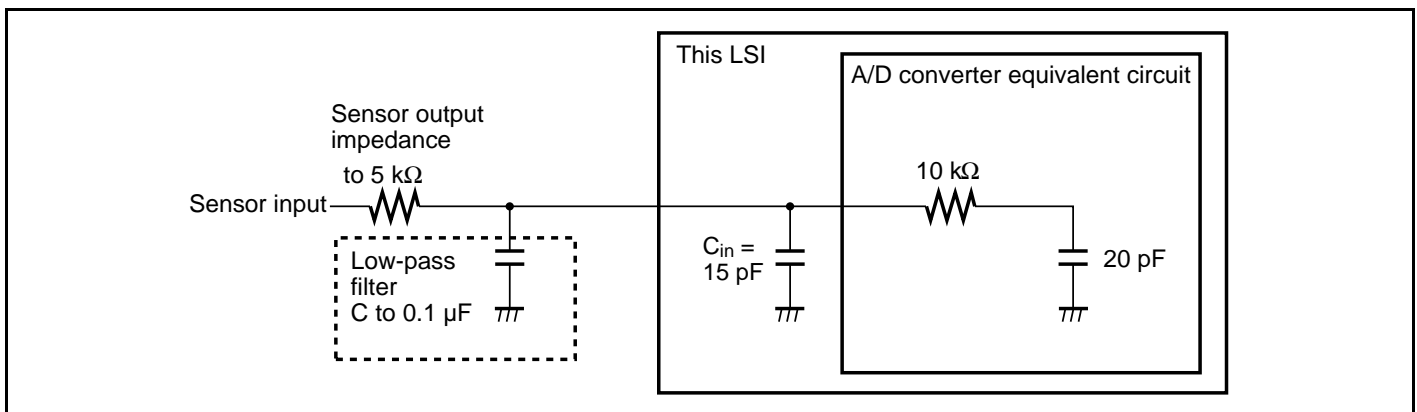 This LSI
A/D converter equivalent circuit
Sensor output
impedance
to 5 kΩ
Sensor input
10 kΩ
Low-pass
filter
C to 0.1 µF
Cin =
15 pF
20 pF